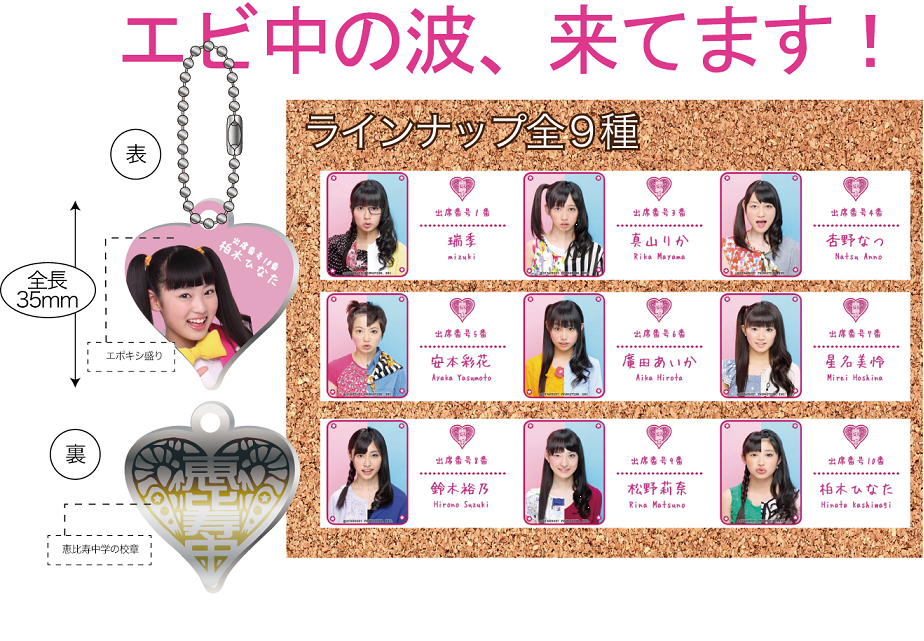 エビ中の波、来てます！
ラインナップ全９種
表
出席番号10番
柏木ひなた
全長
35mm
エポキシ盛り
裏
恵比寿中
恵比寿中学の校章
出席番号1番
瑞季
mizuki
出席番号3番
真山りか
Rika Mayama
出席番号4番
杏野なつ
Natsu Anno
出席番号5番
安本彩花
Ayaka Yasumoto
出席番号6番
廣田あいか
Aika Hirota
出席番号7番
星名美怜
Mirei Hoshina
出席番号8番
鈴木裕乃
Hirono Suzuki
出席番号9番
松野莉奈
Rina Matsuno
出席番号10番
柏木ひなた
Hinata Kashiwagi